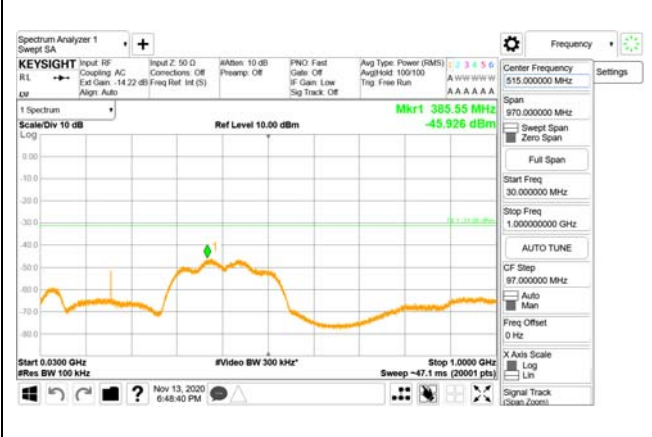 Spectrum Analyzer 1
Swept SA
Frequency
KEYSIGHT
Input: RF
Coupling: AC
Ext Gain: -14.22 dB
Align: Auto
Input Z: 50 Ω
Corrections: Off
Freq Ref: Int (S)
#Atten: 10 dB
Preamp: Off
PNO: Fast
Gate: Off
IF Gain: Low
Sig Track: Off
Avg Type: Power (RMS)
Avg|Hold: 100/100
Trig: Free Run
1 2 3 4 5 6
A W W W W W
A A A A A A
RL
1 Spectrum
Scale/Div 10 dB
Log
Ref Level 10.00 dBm
Mkr1 385.55 MHz
-45.926 dBm
0.00
-10.0
-20.0
-30.0
-40.0
-50.0
-60.0
-70.0
-80.0
1
Start 0.0300 GHz
#Res BW 100 kHz
#Video BW 300 kHz*
Stop 1.0000 GHz
Sweep ~47.1 ms (20001 pts)
Nov 13, 2020
6:48:40 PM
?
Center Frequency
515.000000 MHz
Settings
Span
970.000000 MHz
Swept Span
Zero Span
Full Span
Start Freq
30.000000 MHz
Stop Freq
1.000000000 GHz
AUTO TUNE
CF Step
97.000000 MHz
Auto
Man
Freq Offset
0 Hz
X Axis Scale
Log
Lin
Signal Track
(Span Zoom)